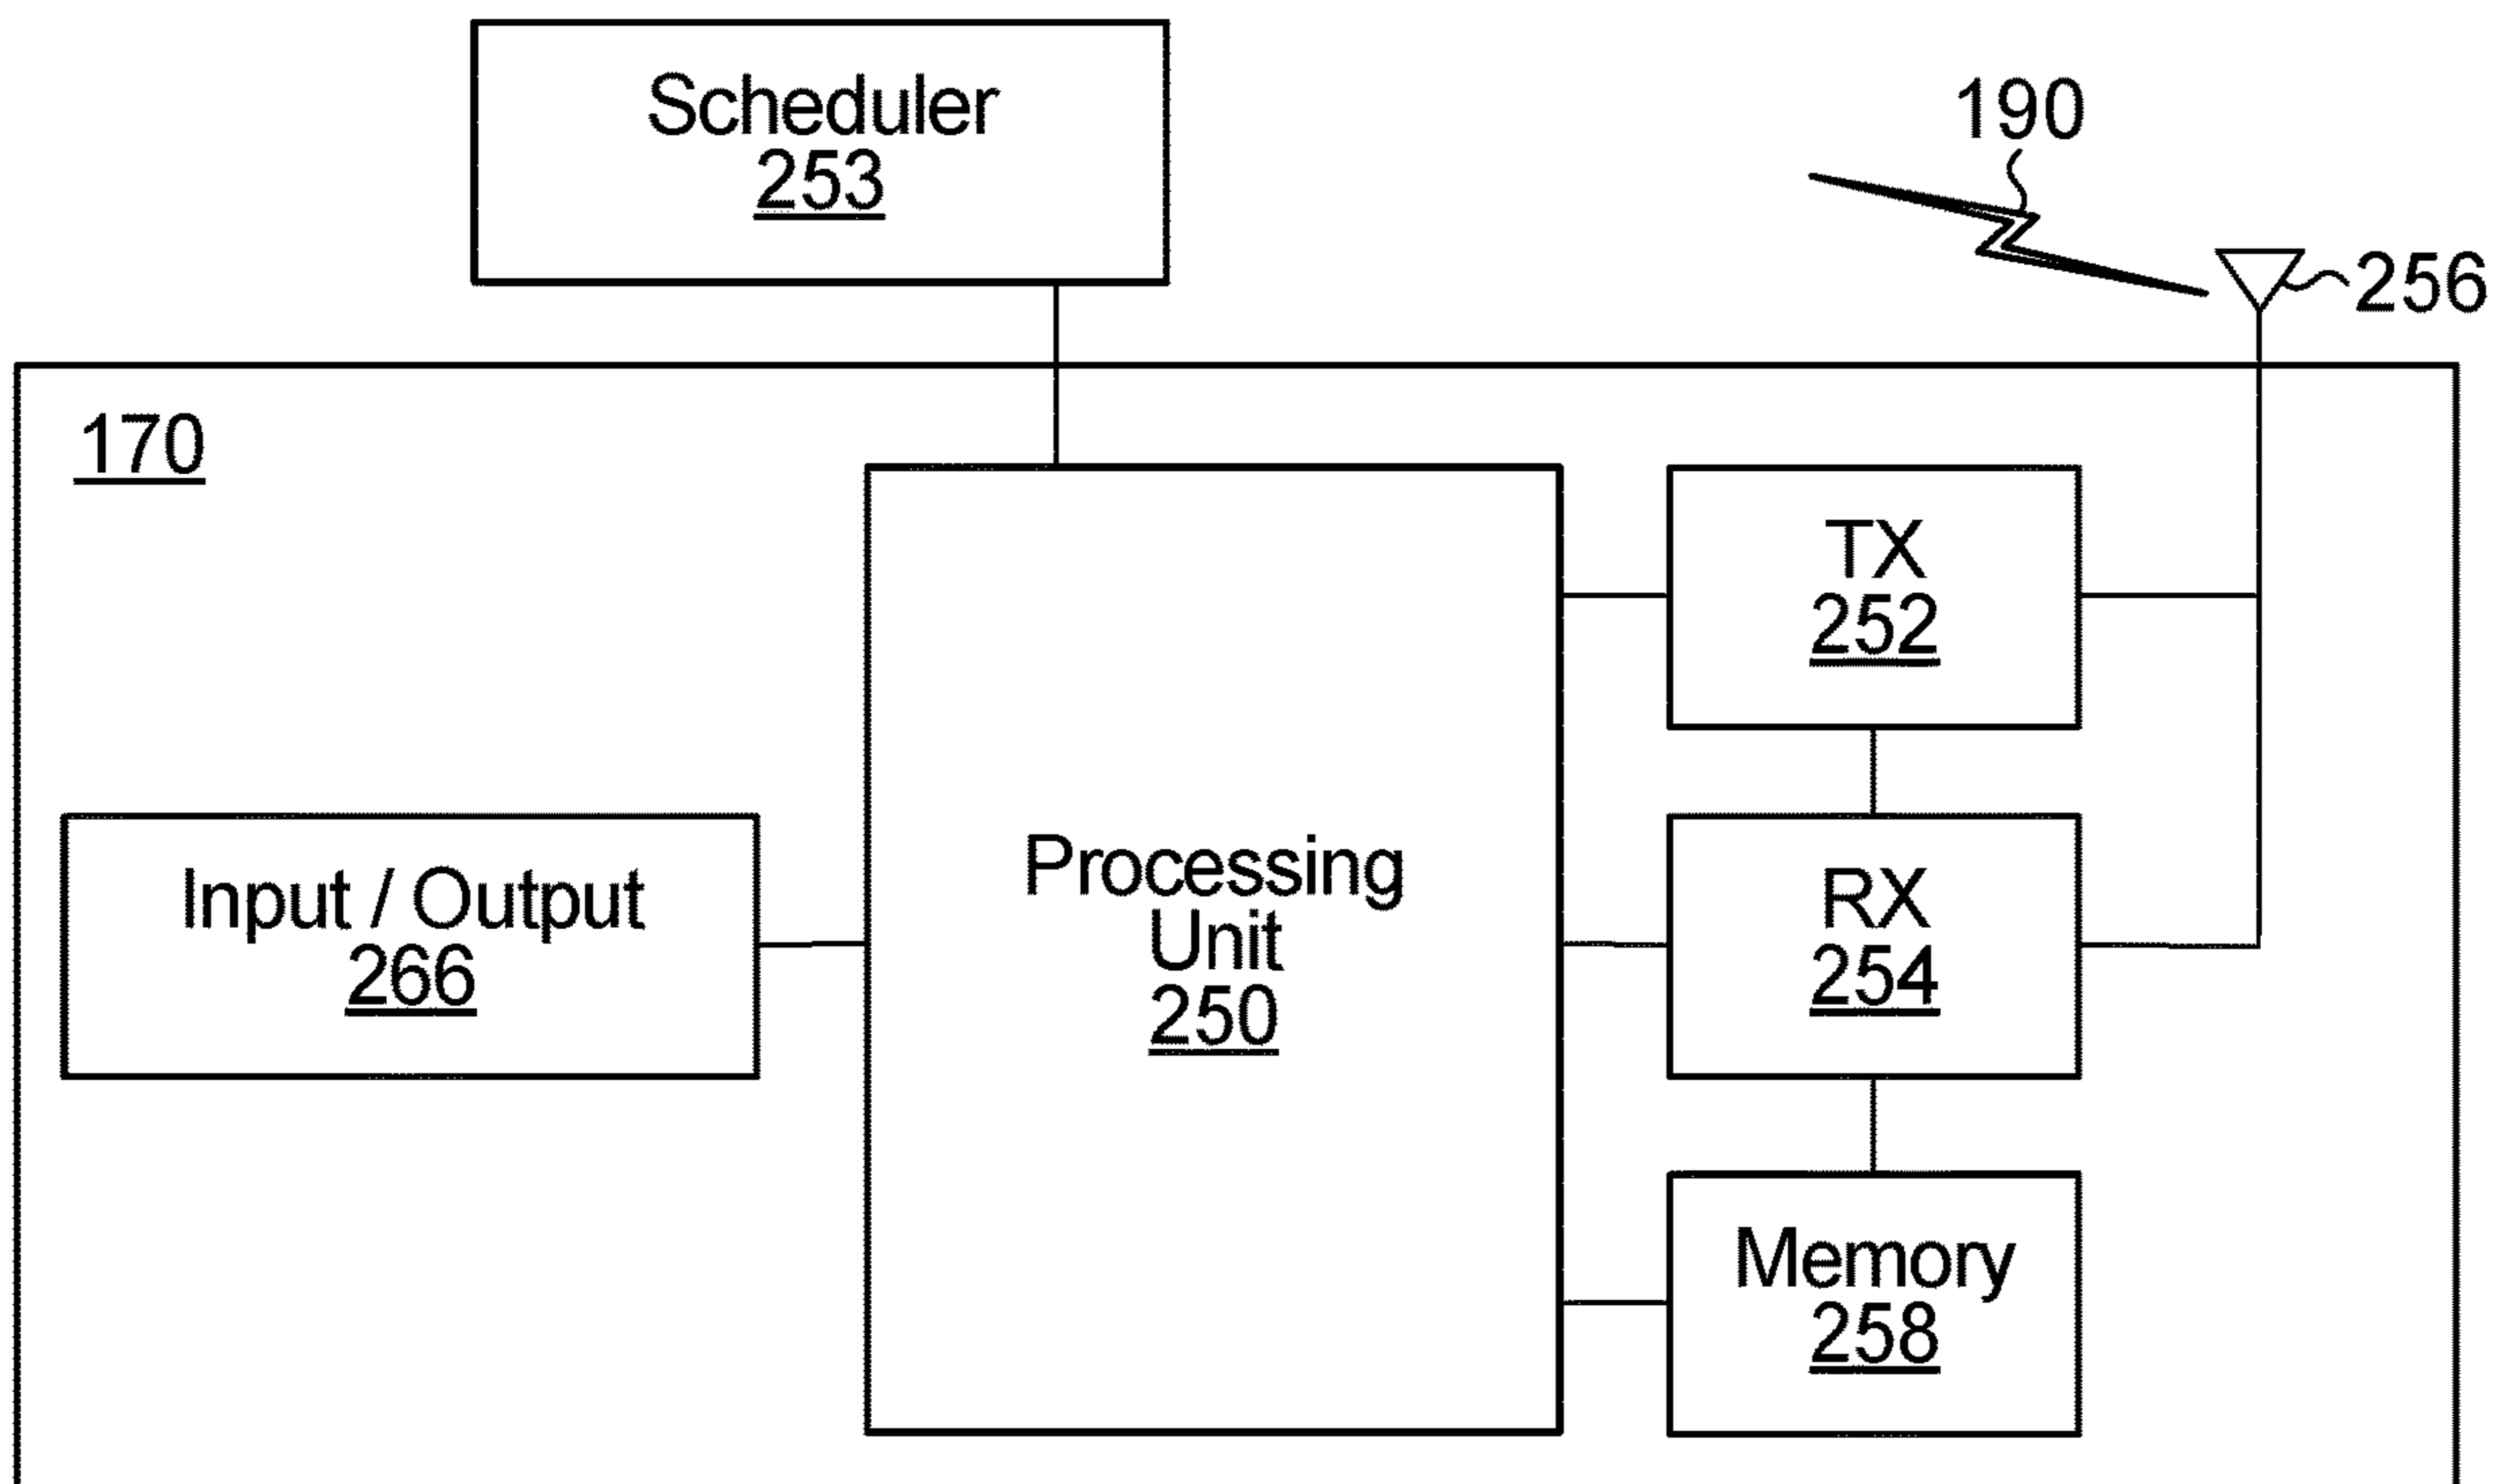 Scheduler
253
190
256
170
TX
252
Processing
Unit
250
Input / Output
266
RX
254
Memory
258